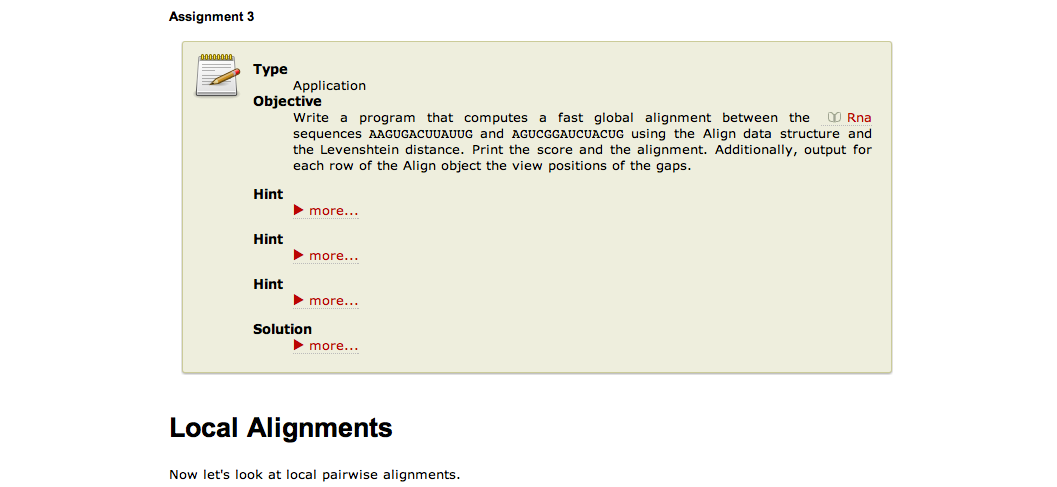 Assignment 3
Type
Application
Objective
Write a program that computes a fast global alignment between the Rna
sequences AAGUGACUUAUUG and AGUCGGAUCUACUG using the Align data structure and
the Levenshtein distance. Print the score and the alignment. Additionally, output for
each row of the Align object the view positions of the gaps.
Hint
more...
Hint
more...
Hint
more...
Solution
more...
Local Alignments
Now let's look at local pairwise alignments.